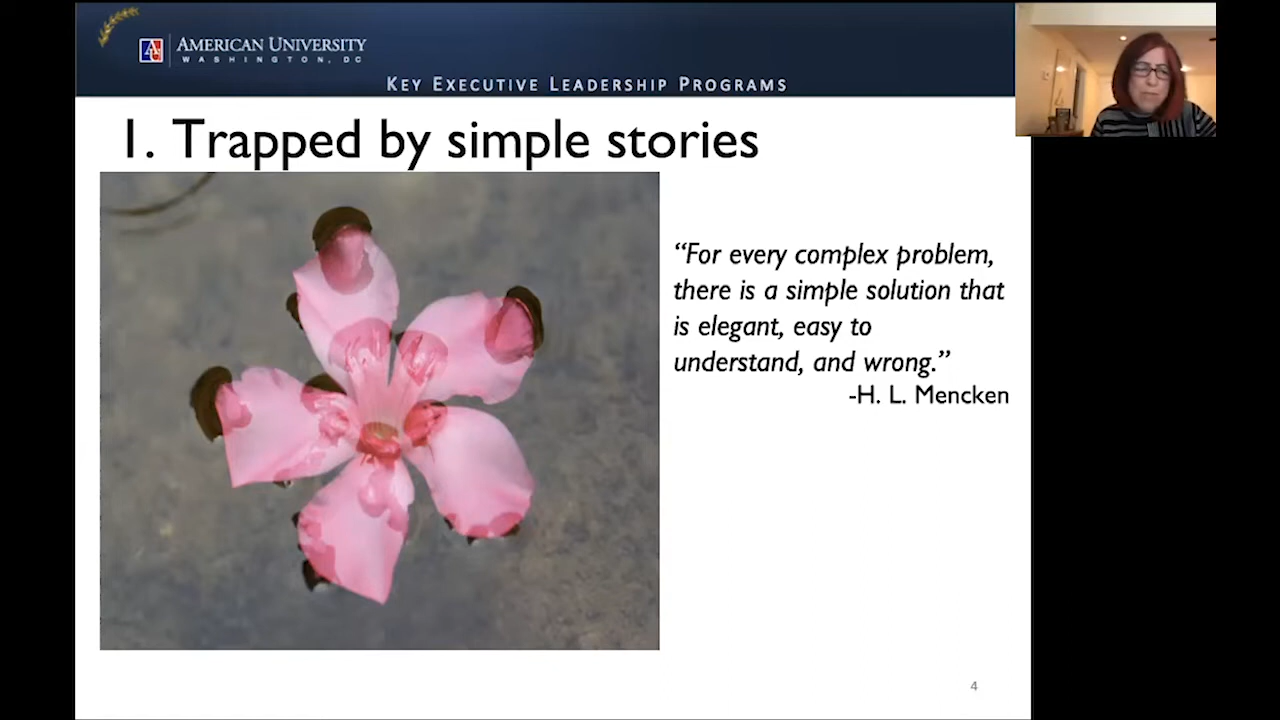 AMERICAN UNIVERSITY
WASHINGTON, DC
KEY EXECUTIVE LEADERSHIP PROGRAMS
1. Trapped by simple stories
“For every complex problem,
there is a simple solution that
is elegant, easy to
understand, and wrong.”
-H. L. Mencken
4